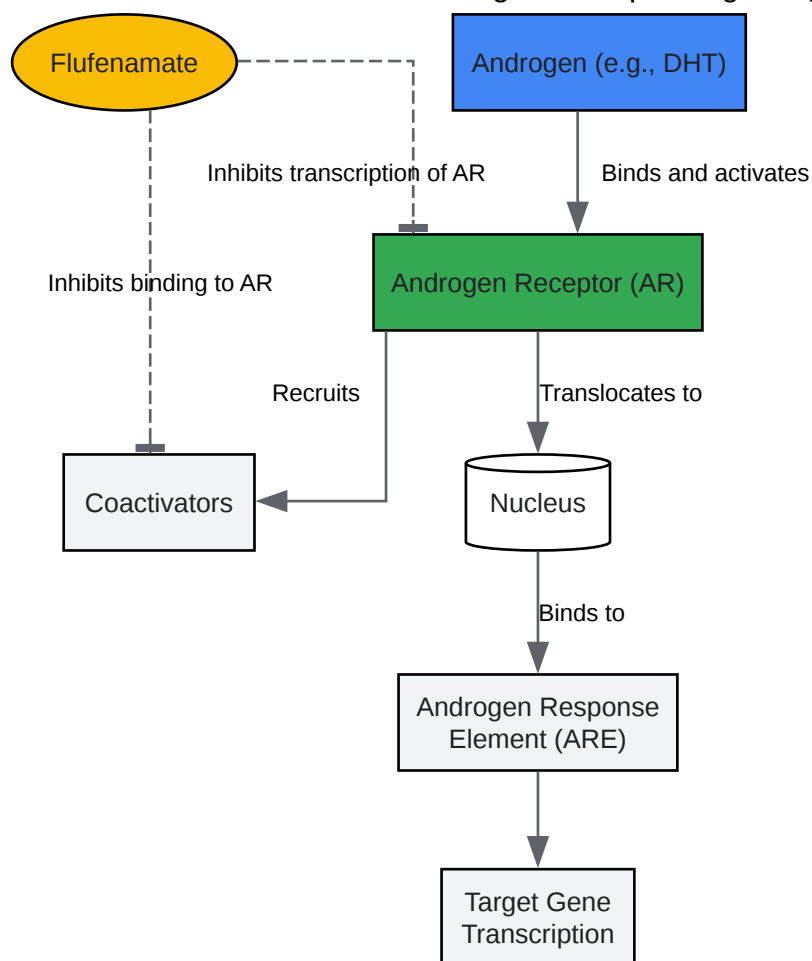 Flufenamate
Androgen (e.g., DHT)
Inhibits transcription of AR
Binds and activates
Inhibits binding to AR
Androgen Receptor (AR)
Recruits
Translocates to
Coactivators
Nucleus
Binds to
Androgen Response
Element (ARE)
Target Gene
Transcription